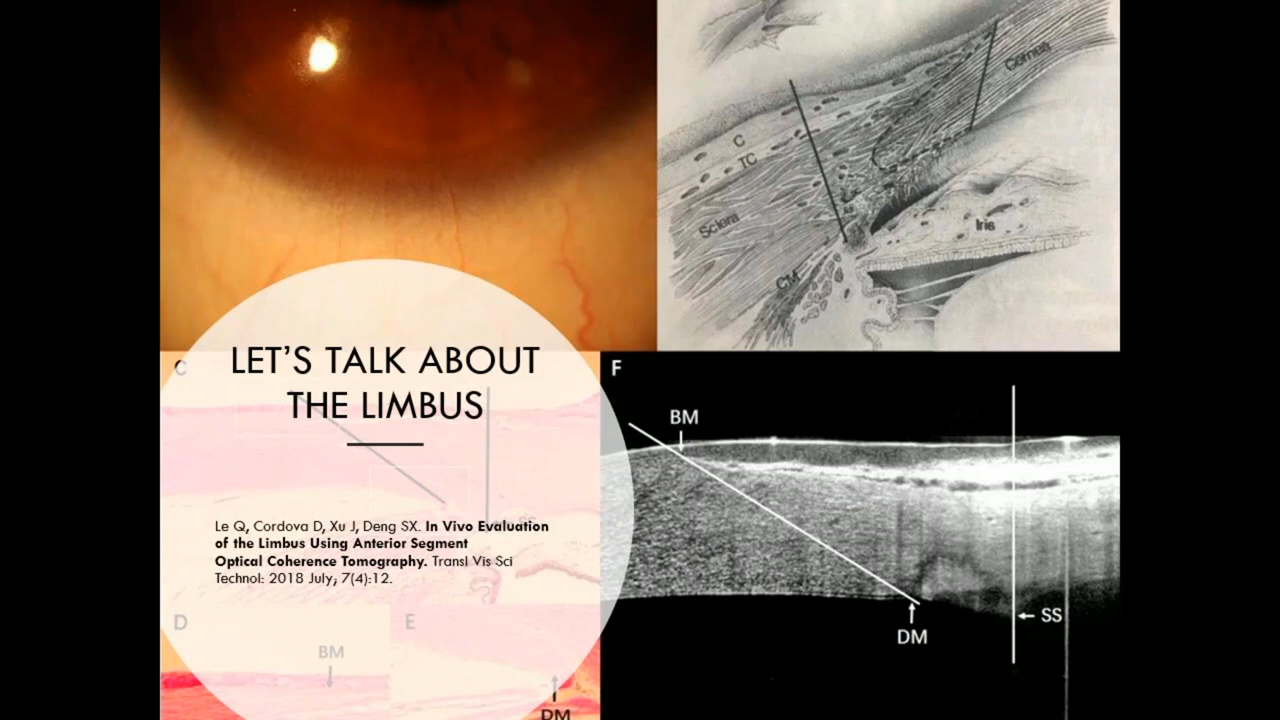 Cornea
C
TC
Sclera
Iris
CM
C
LET'S TALK ABOUT
THE LIMBUS
Le Q, Cordova D, Xu J, Deng SX. In Vivo Evaluation
of the Limbus Using Anterior Segment
Optical Coherence Tomography. Transl Vis Sci
Technol: 2018 July; 7(4):12.
SS
D
E
BM
DM
F
BM
DM
SS